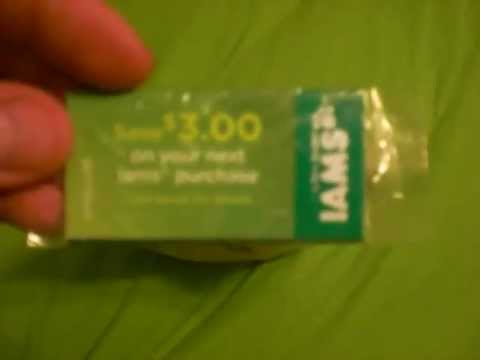 Save $3.00
on your next
Iams® purchase
IAMS